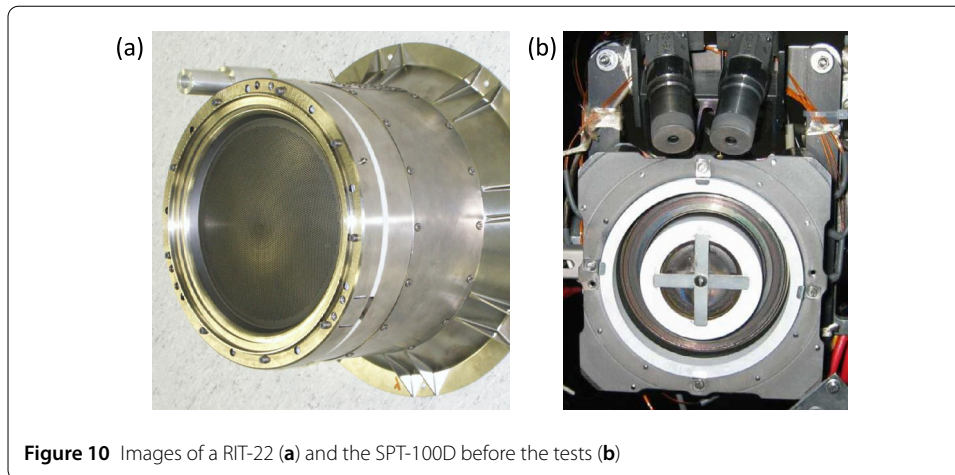 (a) (b)
Figure 10 Images of a RIT-22 (a) and the SPT-100D before the tests (b)